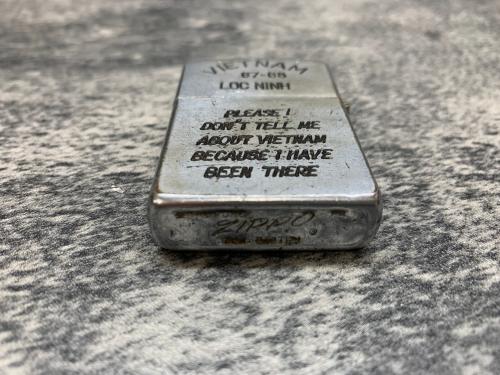 VIETNAM
67-68
LOC NINH
PLEASE!
DON'T TELL ME
ABOUT VIETNAM
BECAUSE I HAVE
BEEN THERE
ZIPPO